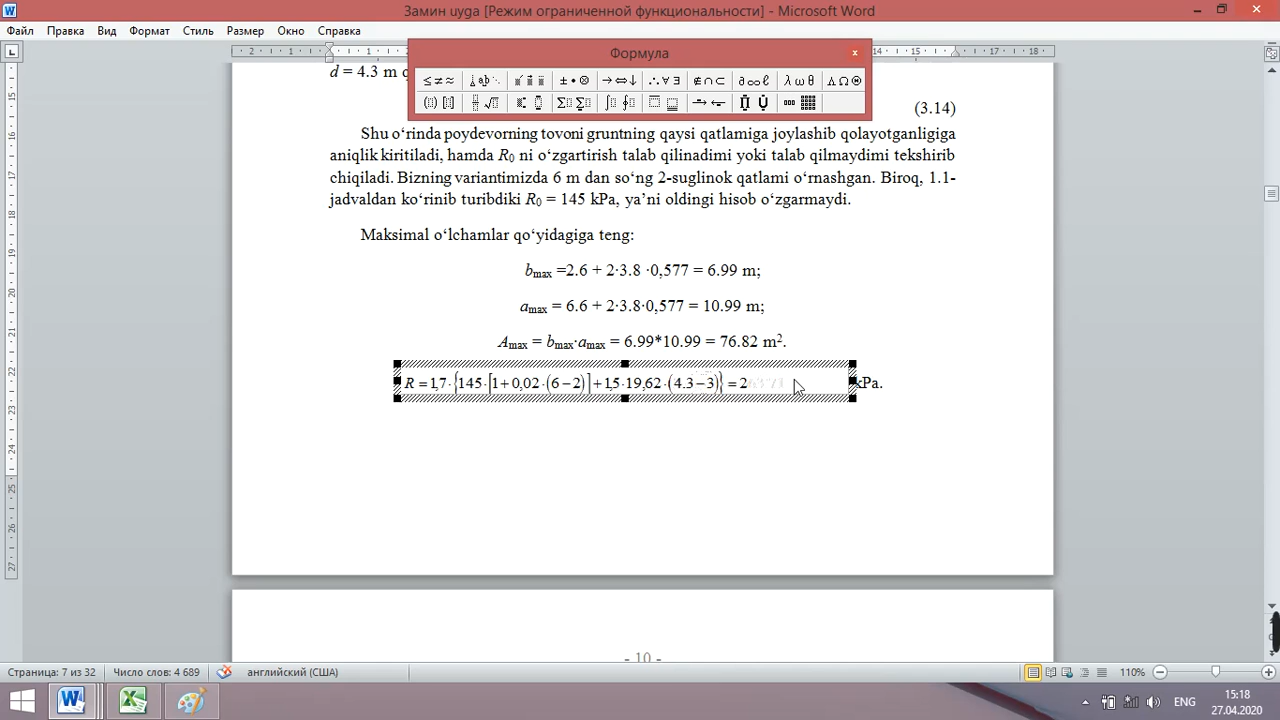 Замин uyga [Режим ограниченной функциональности] - Microsoft Word
Файл Правка Вид Формат Стиль Размер Окно Справка
Формула
d = 4.3 m
(3.14)
Shu o‘rinda poydevorning tovoni gruntning qaysi qatlamiga joylashib qolayotganligiga
aniqlik kiritiladi, hamda R0 ni o‘zgartirish talab qilinadimi yoki talab qilmaydimi tekshirib
chiqiladi. Bizning variantimizda 6 m dan so‘ng 2-suglinok qatlami o‘rnashgan. Biroq, 1.1-
jadvaldan ko‘rinib turibdiki R0 = 145 kPa, ya’ni oldingi hisob o‘zgarmaydi.
Maksimal o‘lchamlar qo‘yidagiga teng:
bmax =2.6 + 2·3.8 ·0,577 = 6.99 m;
amax = 6.6 + 2·3.8·0,577 = 10.99 m;
Amax = bmax·amax = 6.99*10.99 = 76.82 m².
R = 1,7 · {145 · [1 + 0,02 · (6 − 2)] + 1,5 · 19,62 · (4.3 − 3)} = 2 kPa.
- 10 -
Страница: 7 из 32 Число слов: 4 689 английский (США) 110%
ENG 15:18
27.04.2020